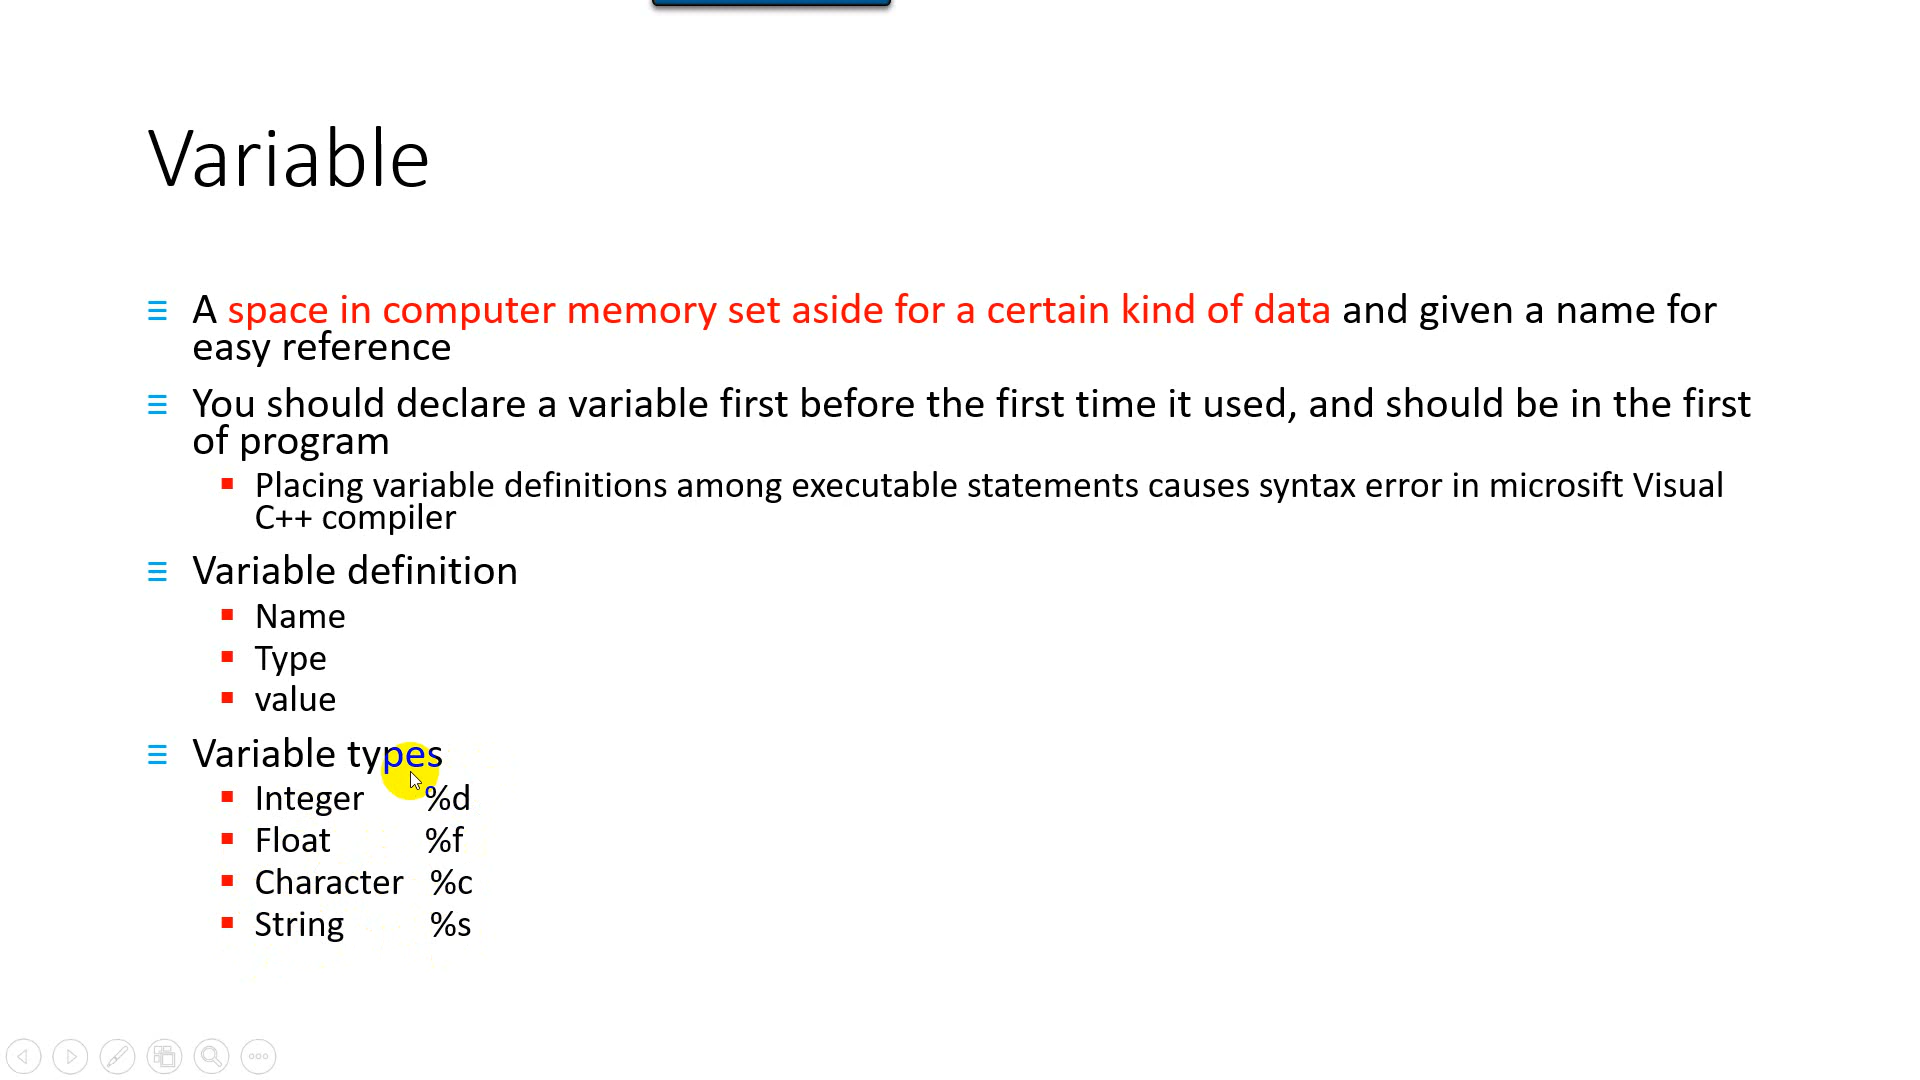 Variable
A space in computer memory set aside for a certain kind of data and given a name for
easy reference
You should declare a variable first before the first time it used, and should be in the first
of program
Placing variable definitions among executable statements causes syntax error in microsift Visual
C++ compiler
Variable definition
Name
Type
value
Variable types
Integer %d
Float %f
Character %c
String %s